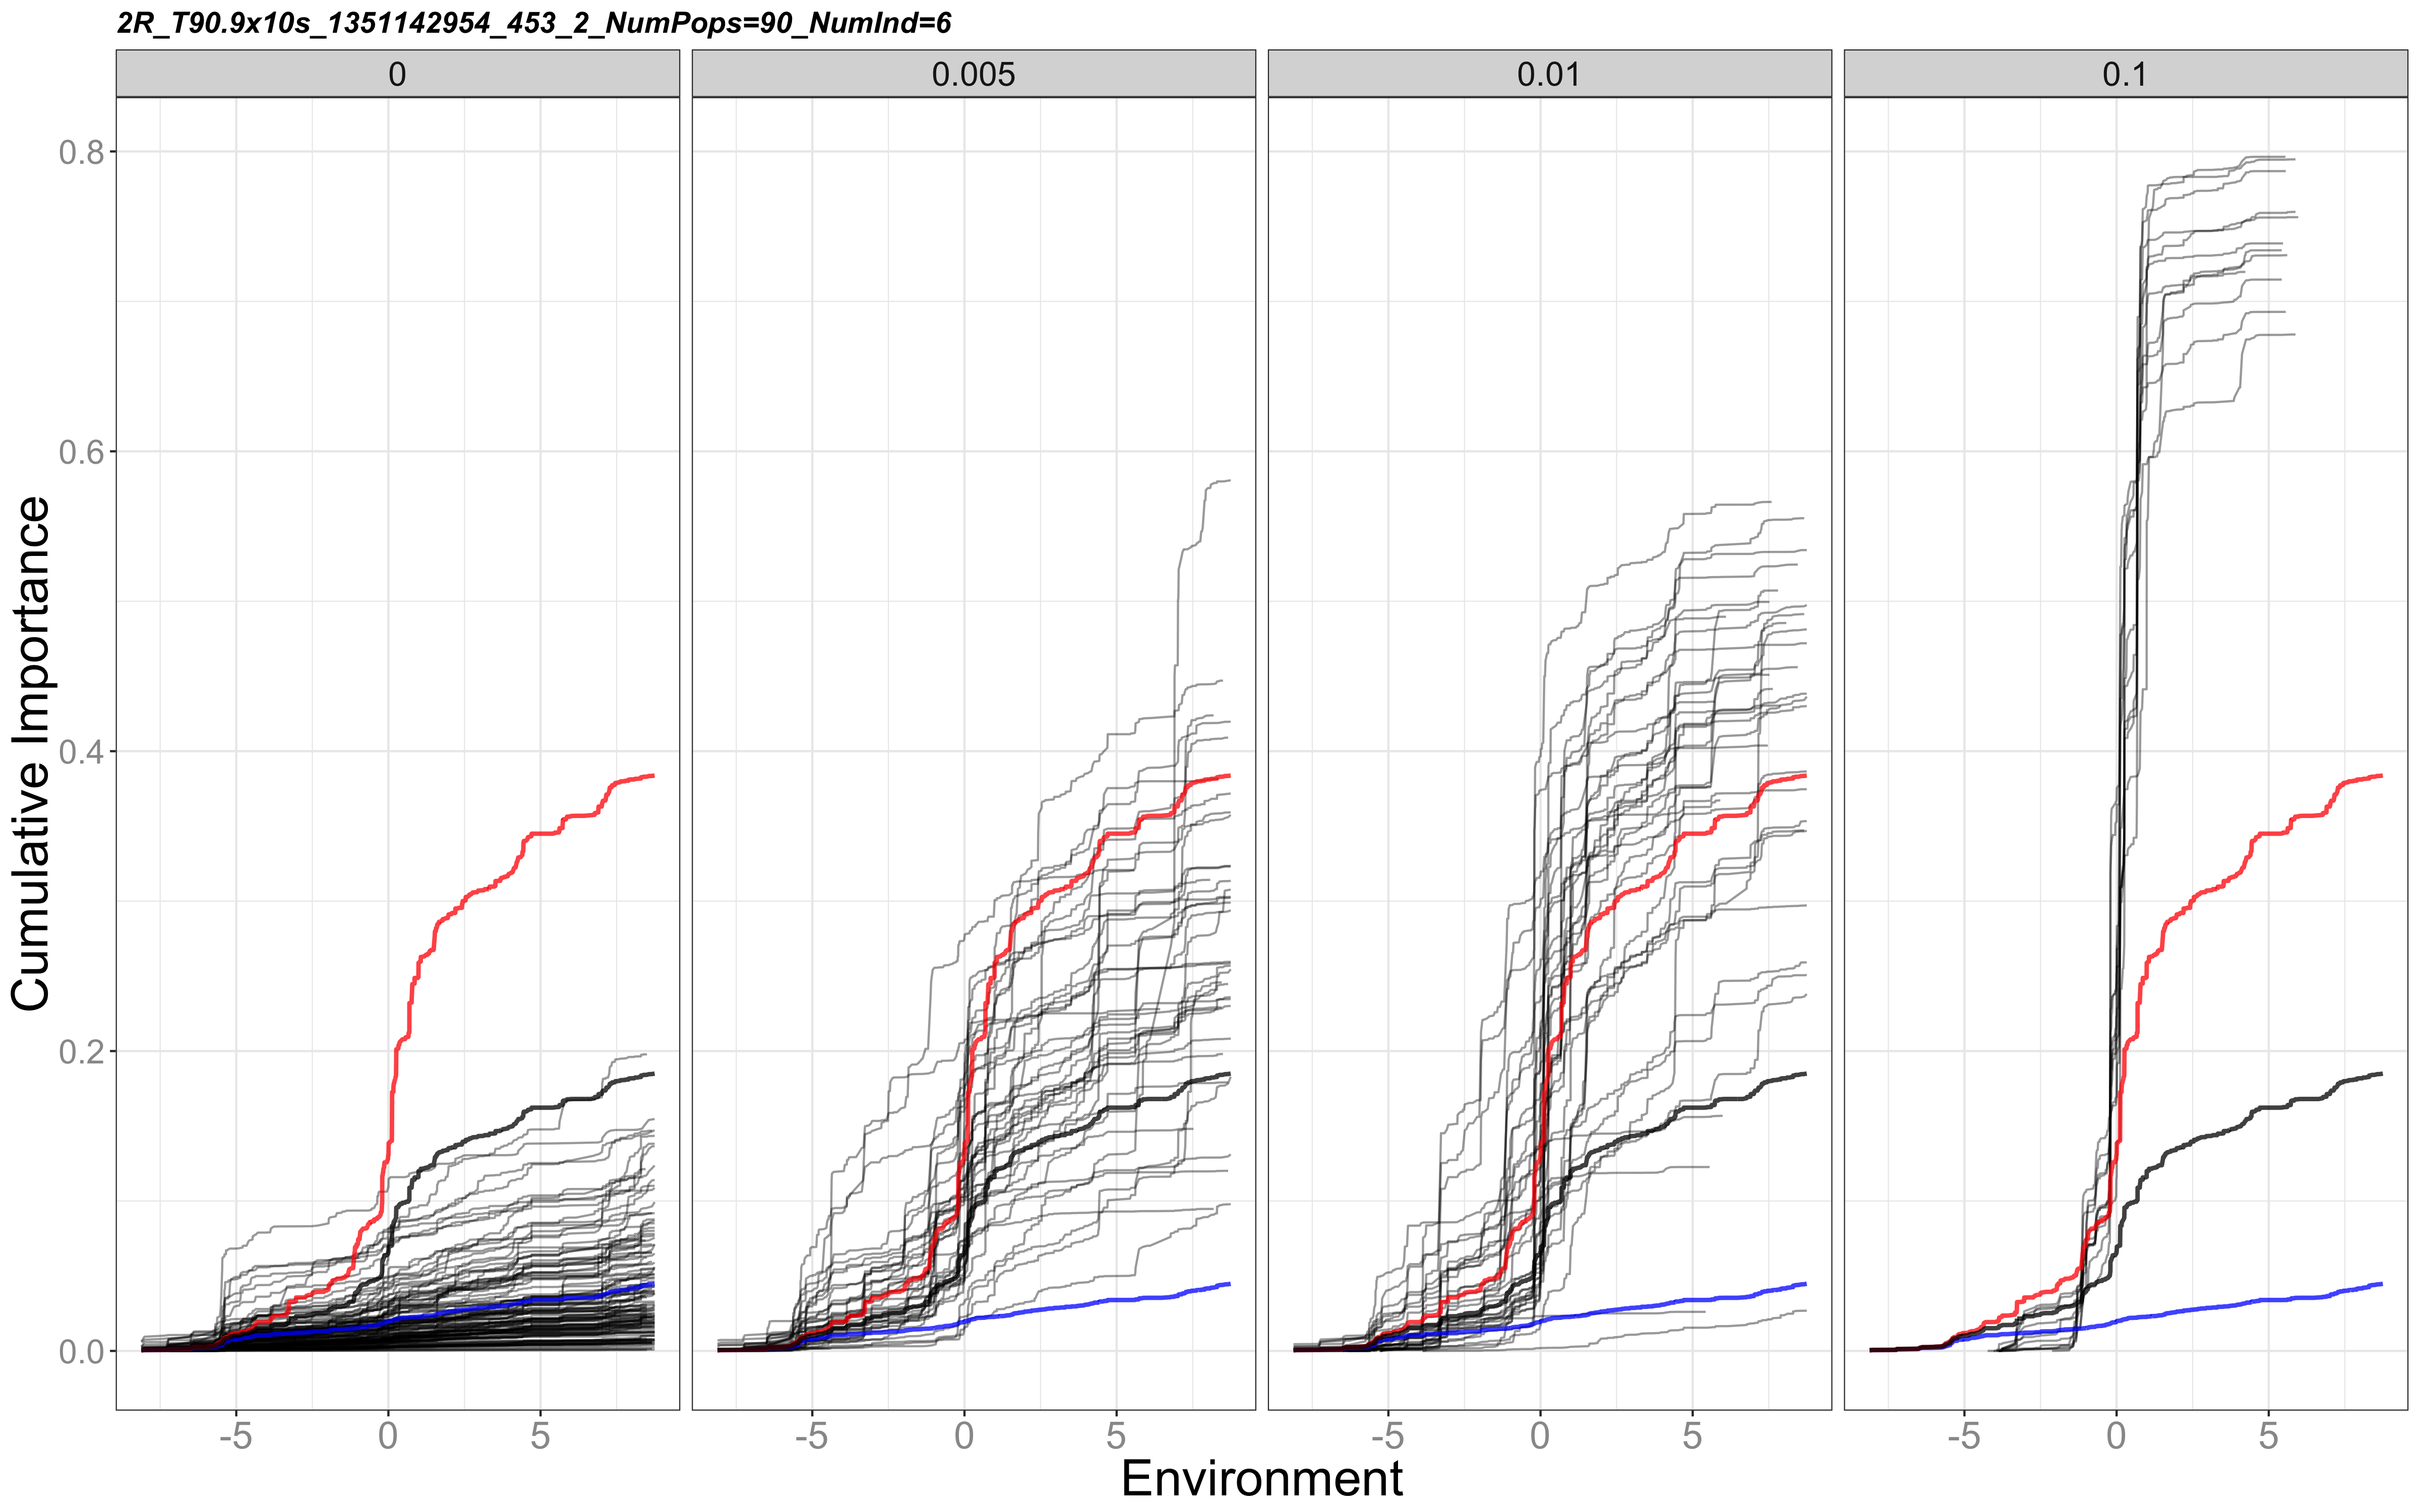 2R_T90.9x10s_1351142954_453_2_NumPops=90_NumInd=6
0 0.005 0.01 0.1
Cumulative Importance
0.8
0.6
0.4
0.2
0.0
-5 0 5 -5 0 5 -5 0 5 -5 0 5
Environment